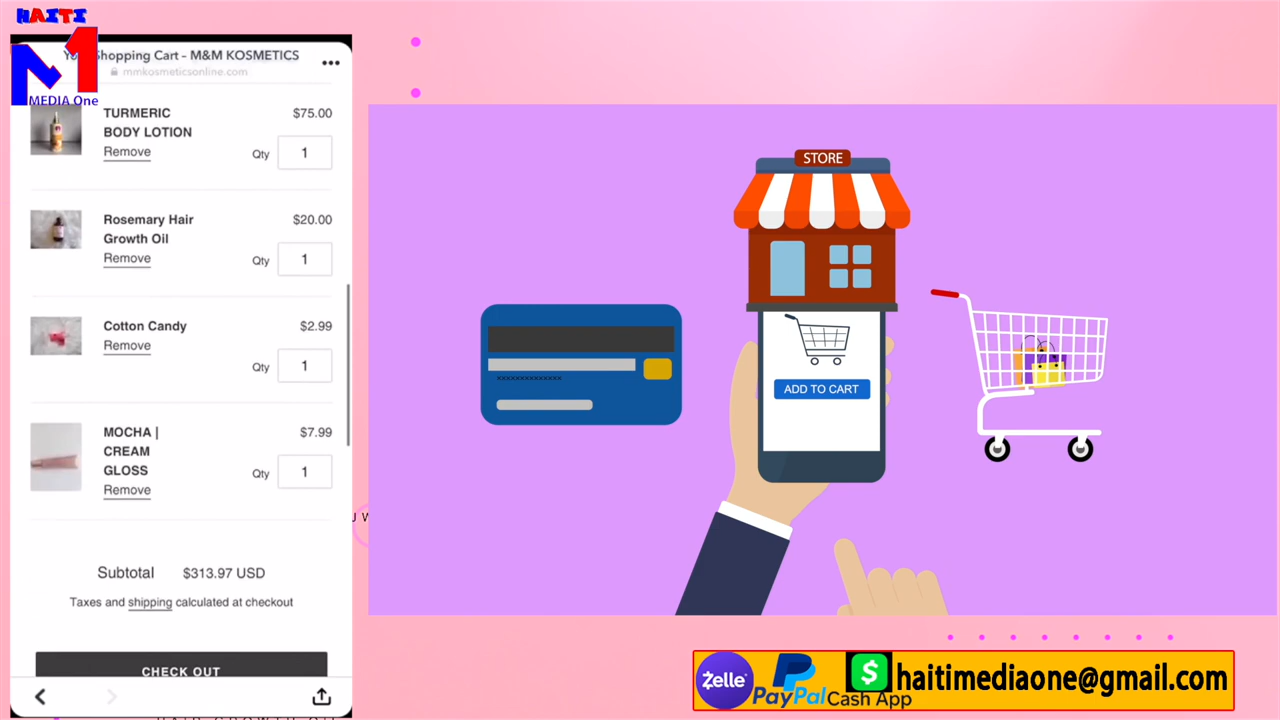 HAITI
M1
MEDIA One
Shopping Cart – M&M KOSMETICS
mmkosmeticsonline.com
TURMERIC
BODY LOTION
$75.00
Remove
Qty
1
Rosemary Hair
Growth Oil
$20.00
Remove
Qty
1
Cotton Candy
$2.99
Remove
Qty
1
MOCHA |
CREAM
GLOSS
$7.99
Remove
Qty
1
Subtotal $313.97 USD
Taxes and shipping calculated at checkout
CHECK OUT
STORE
ADD TO CART
Zelle
PayPal
$
Cash App
haitimediaone@gmail.com